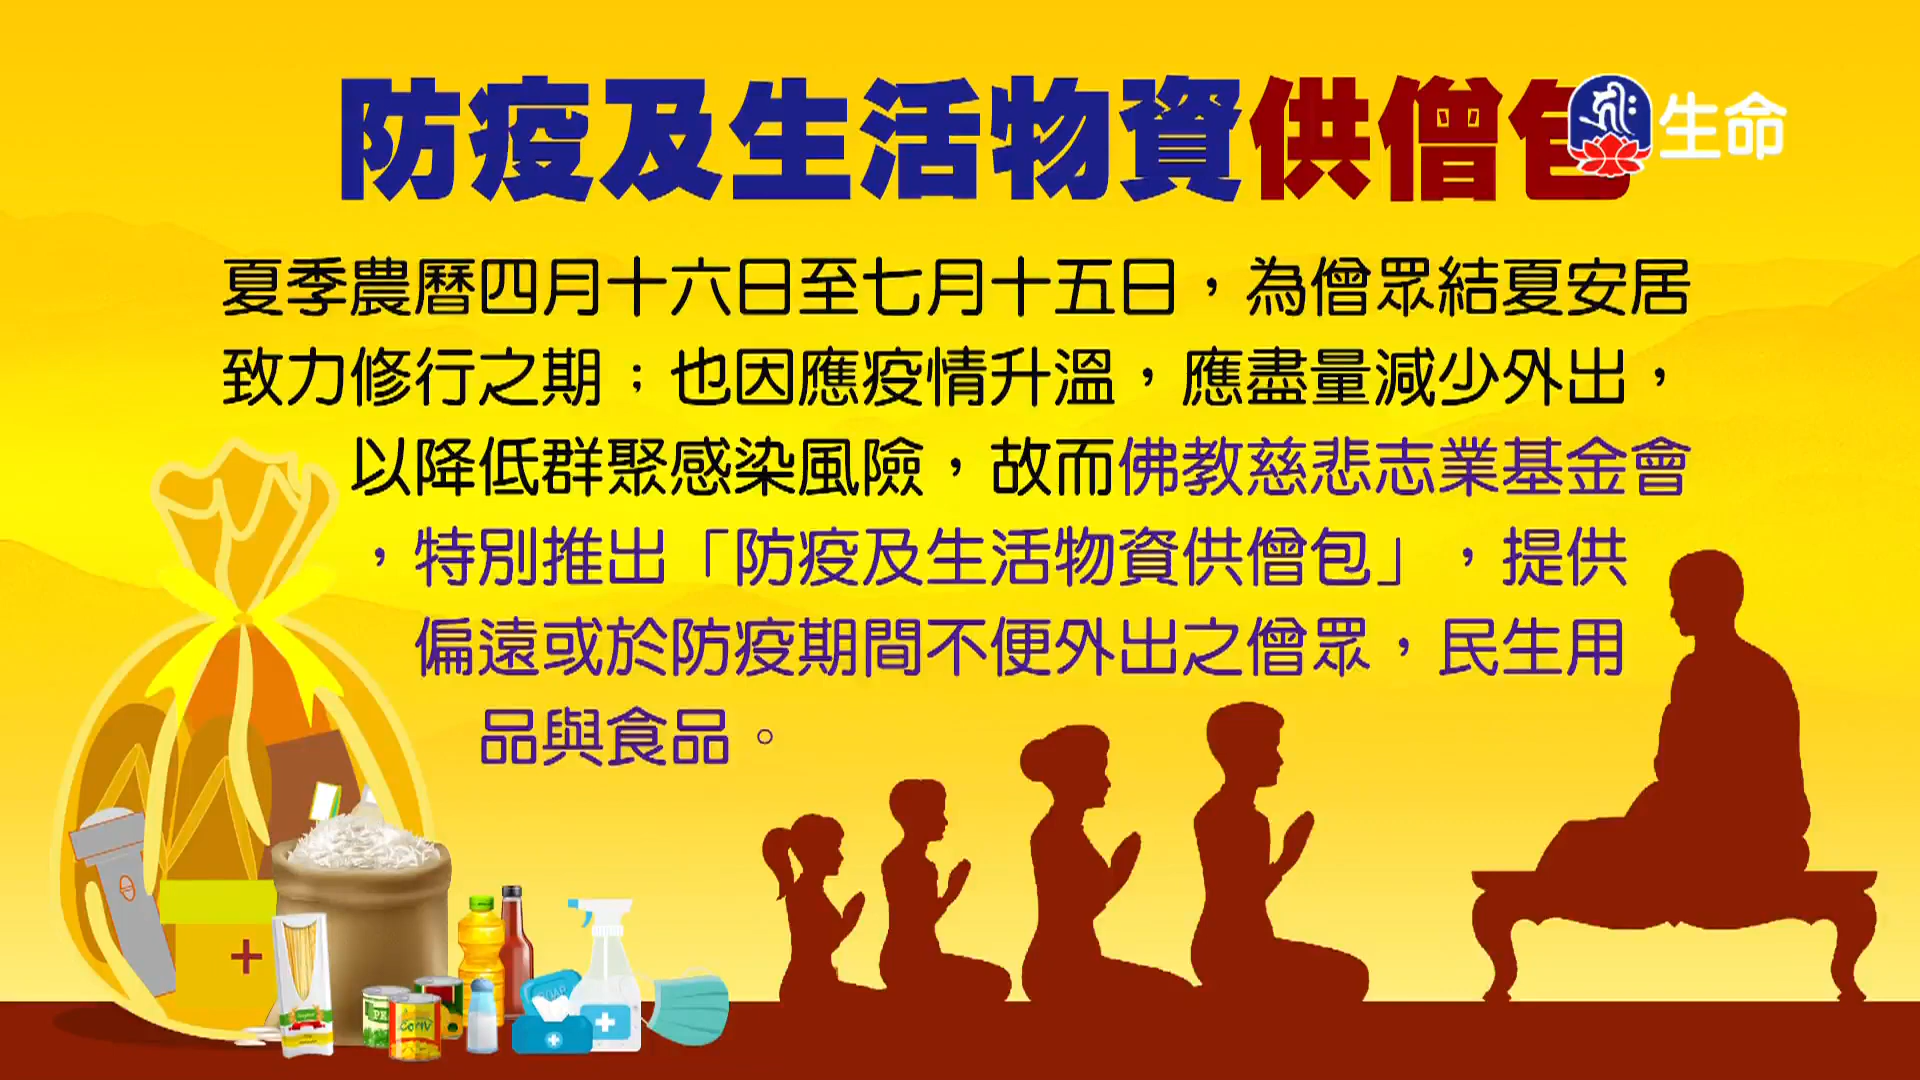 防疫及生活物資供僧包
生命
夏季農曆四月十六日至七月十五日，為僧眾結夏安居
致力修行之期；也因應疫情升溫，應盡量減少外出，
以降低群聚感染風險，故而佛教慈悲志業基金會
，特別推出「防疫及生活物資供僧包」，提供
偏遠或於防疫期間不便外出之僧眾，民生用
品與食品。
SOAP